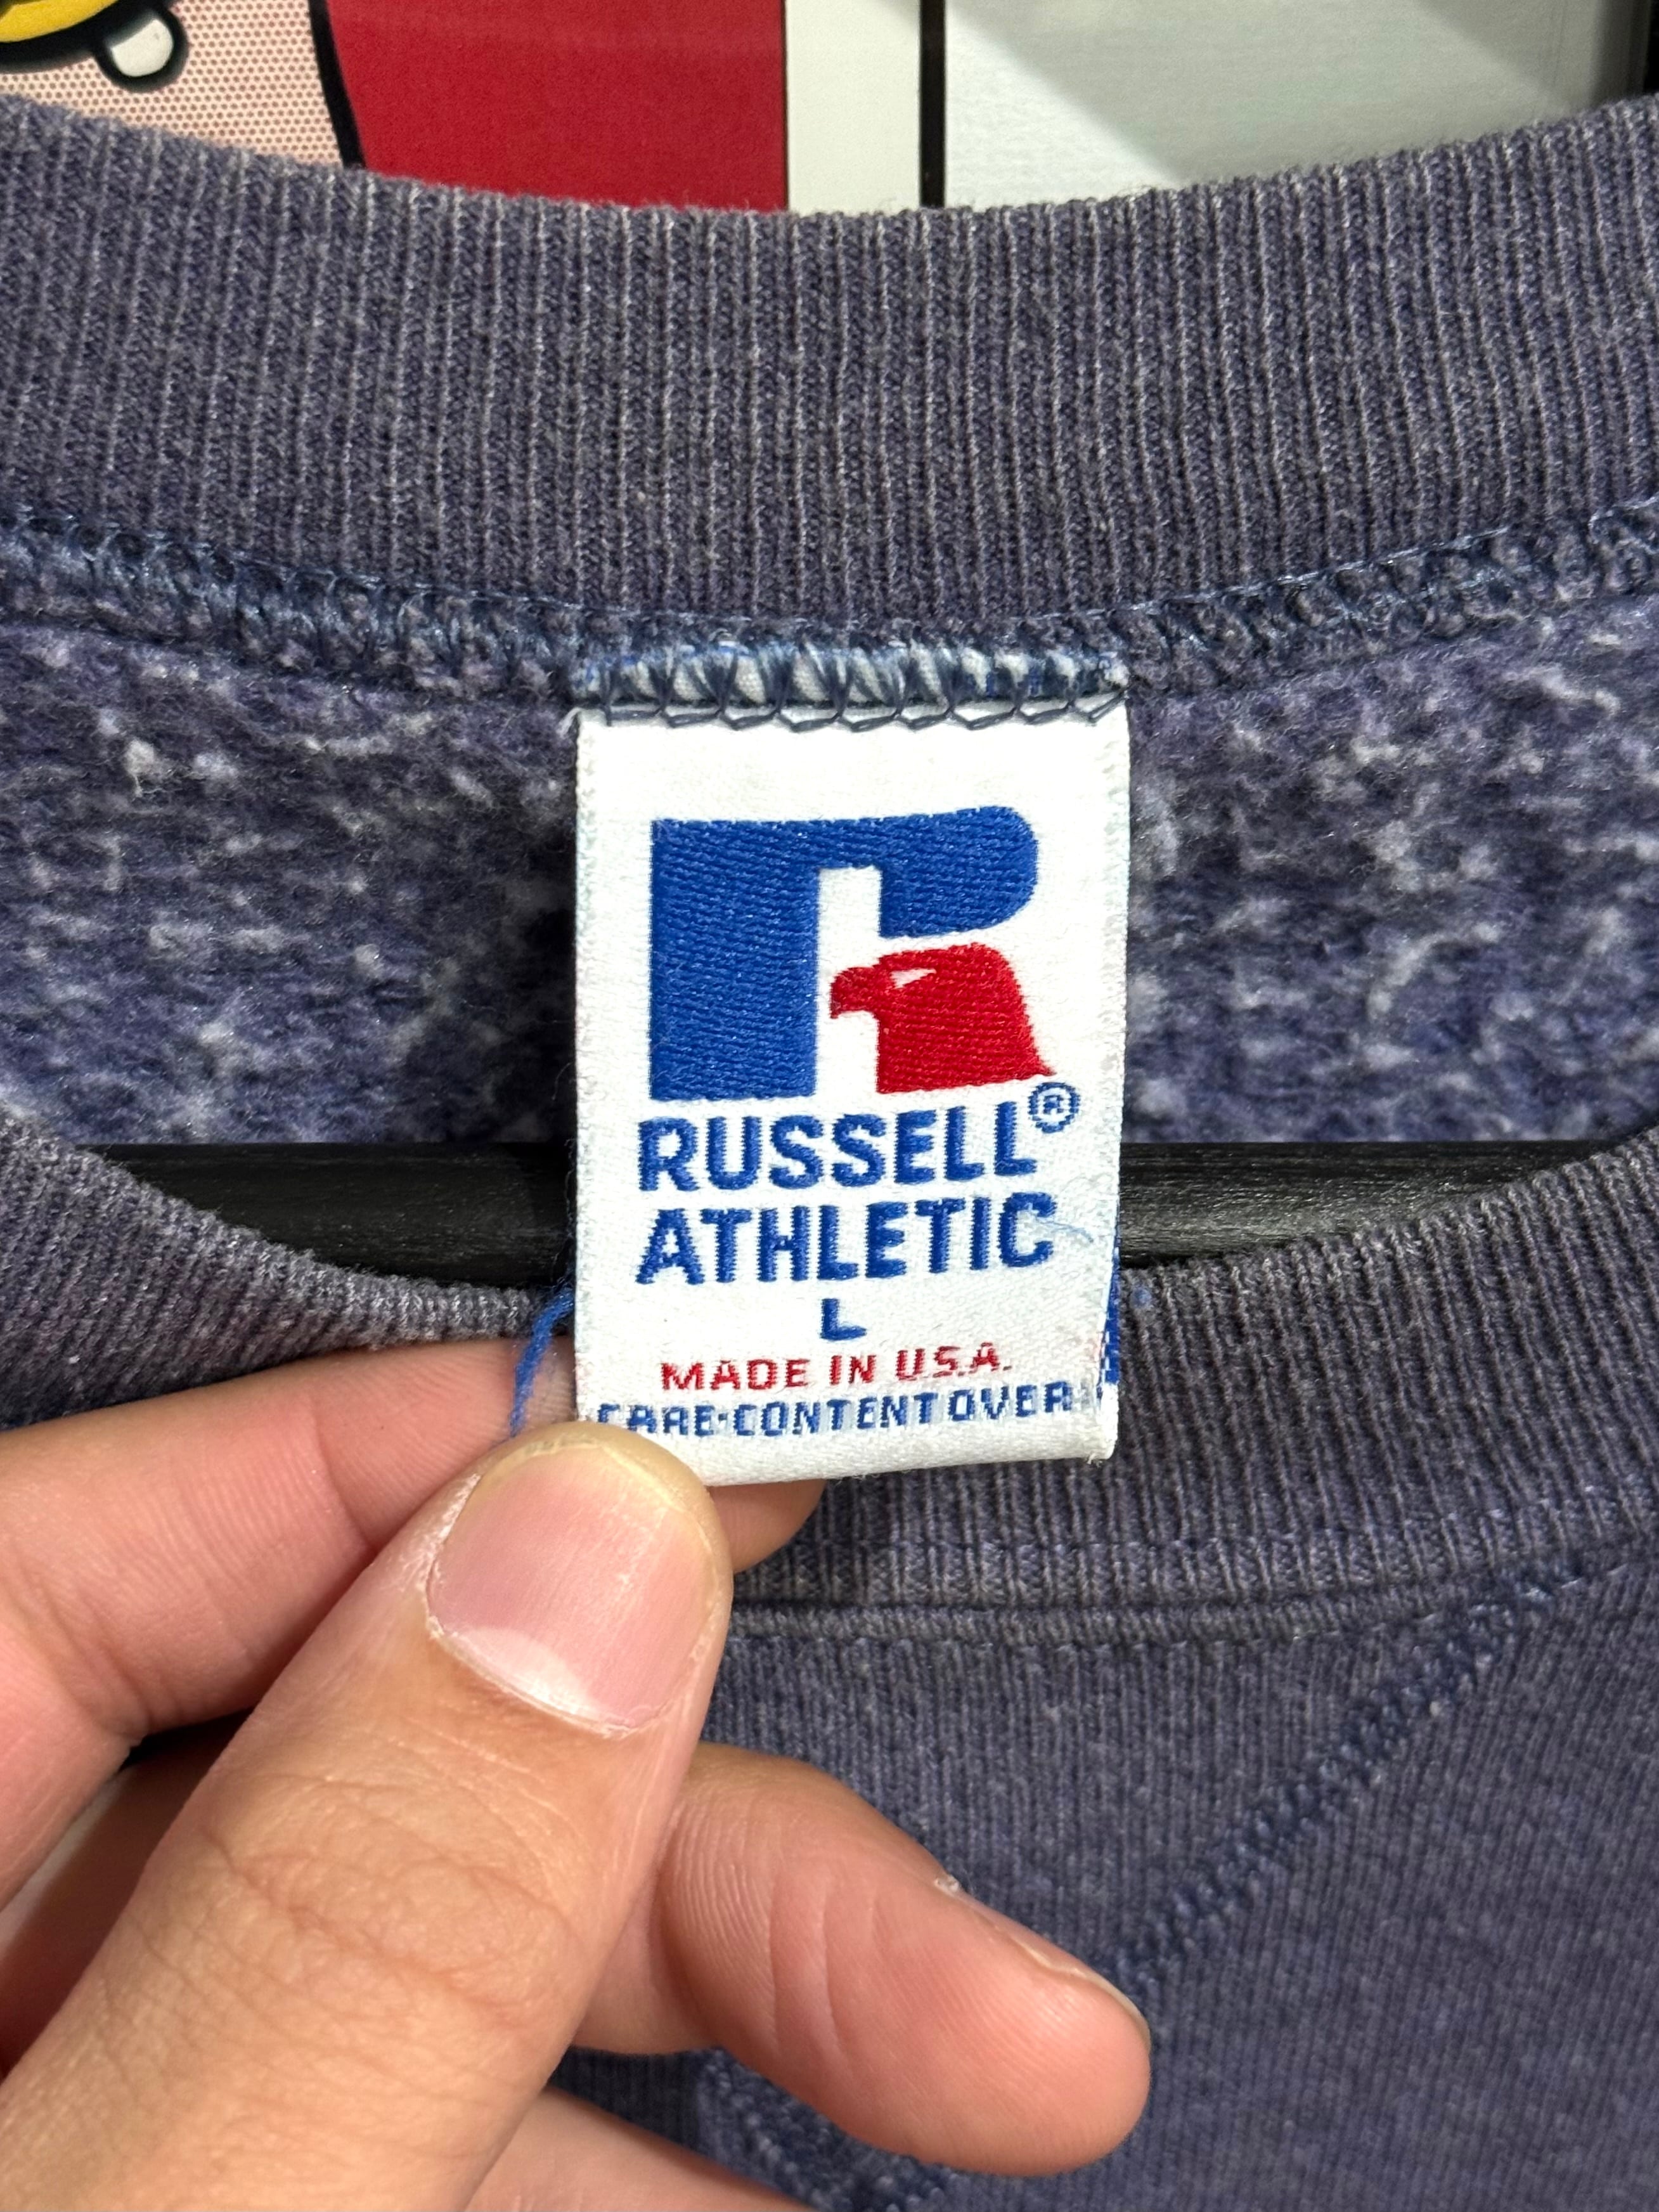 RUSSELL®
ATHLETIC
L
MADE IN U.S.A.
CARE·CONTENT OVER